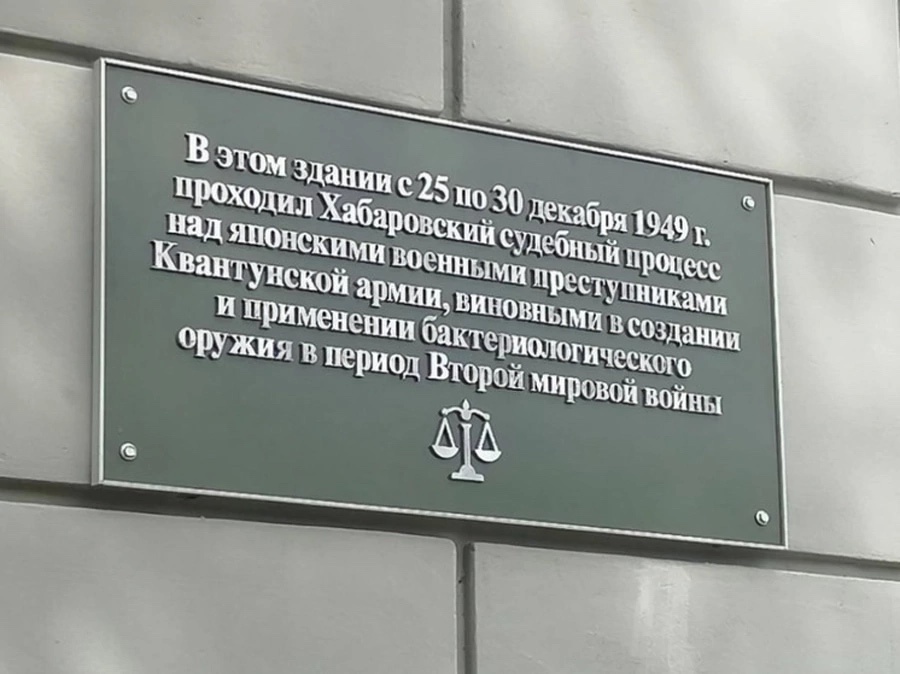 В этом здании с 25 по 30 декабря 1949 г.
проходил Хабаровский судебный процесс
над японскими военными преступниками
Квантунской армии, виновными в создании
и применении бактериологического
оружия в период Второй мировой войны